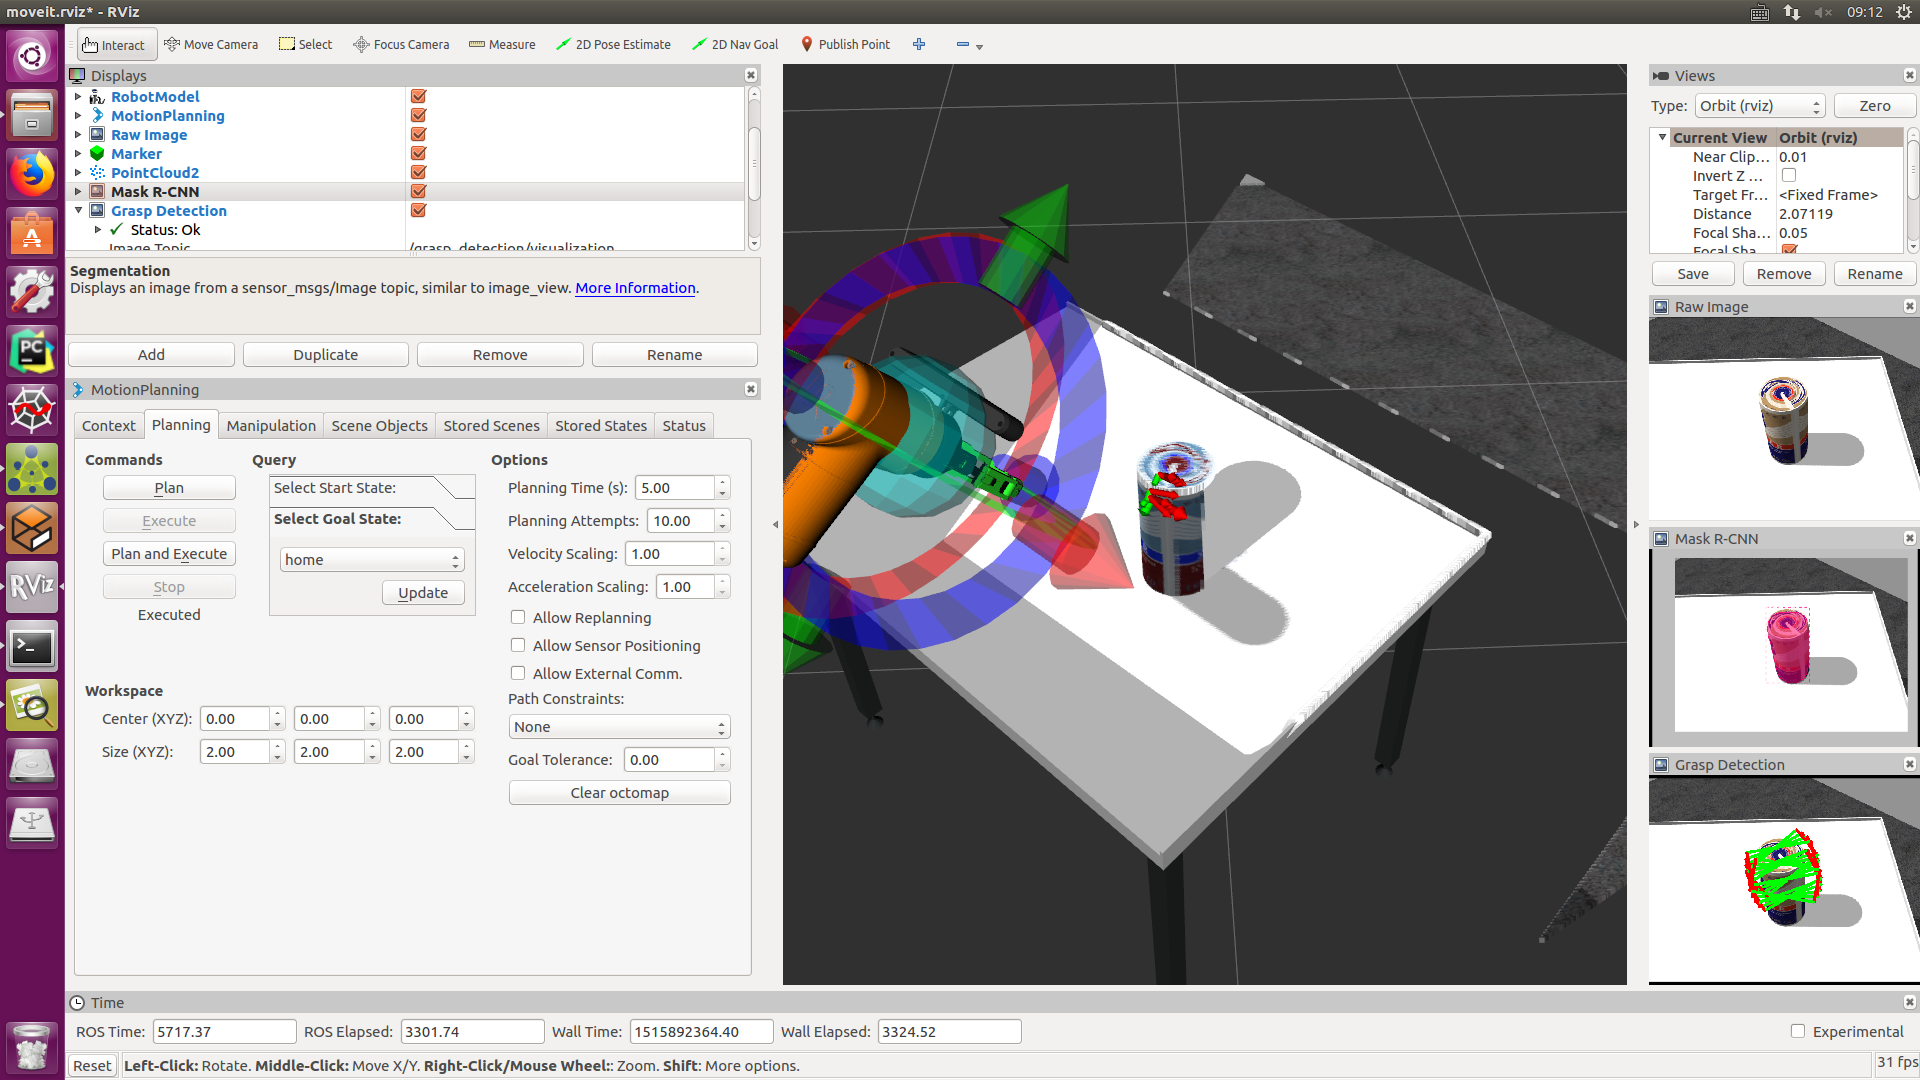 moveit.rviz* - RViz
09:12
Interact
Move Camera
Select
Focus Camera
Measure
2D Pose Estimate
2D Nav Goal
Publish Point
Displays
RobotModel
MotionPlanning
Raw Image
Marker
PointCloud2
Mask R-CNN
Grasp Detection
Status: Ok
Image Topic
/grasp_detection/visualization
Segmentation
Displays an image from a sensor_msgs/Image topic, similar to image_view. More Information.
Add
Duplicate
Remove
Rename
MotionPlanning
Context
Planning
Manipulation
Scene Objects
Stored Scenes
Stored States
Status
Commands
Plan
Execute
Plan and Execute
Stop
Executed
Query
Select Start State:
Select Goal State:
home
Update
Options
Planning Time (s): 5.00
Planning Attempts: 10.00
Velocity Scaling: 1.00
Acceleration Scaling: 1.00
Allow Replanning
Allow Sensor Positioning
Allow External Comm.
Path Constraints:
None
Goal Tolerance: 0.00
Clear octomap
Workspace
Center (XYZ): 0.00 0.00 0.00
Size (XYZ): 2.00 2.00 2.00
Views
Type: Orbit (rviz)
Zero
Current View Orbit (rviz)
Near Clip... 0.01
Invert Z ...
Target Fr... <Fixed Frame>
Distance 2.07119
Focal Sha... 0.05
Focal Sha...
Save
Remove
Rename
Raw Image
Mask R-CNN
Grasp Detection
PC
RViz
Time
ROS Time: 5717.37
ROS Elapsed: 3301.74
Wall Time: 1515892364.40
Wall Elapsed: 3324.52
Experimental
Reset
Left-Click: Rotate. Middle-Click: Move X/Y. Right-Click/Mouse Wheel:: Zoom. Shift: More options.
31 fps